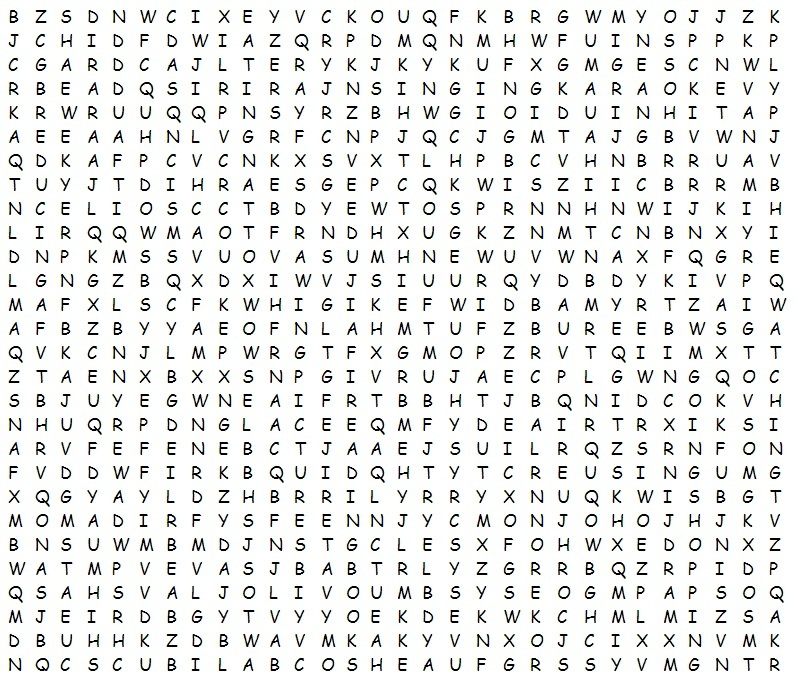 B Z S D N W C I X E Y V C K O U Q F K B R G W M Y O J J Z K
J C H I D F D W I A Z Q R P D M Q N M H W F U I N S P P K P
C G A R D C A J L T E R Y K J K Y K U F X G M G E S C N W L
R B E A D Q S I R I R A J N S I N G I N G K A R A O K E V Y
K R W R U U Q Q P N S Y R Z B H W G I O I D U I N H I T A P
A E E A A H N L V G R F C N P J Q C J G M T A J G B V W N J
Q D K A F P C V C N K X S V X T L H P B C V H N B R R U A V
T U Y J T D I H R A E S G E P C Q K W I S Z I I C B R R M B
N C E L I O S C C T B D Y E W T O S P R N N H N W I J K I H
L I R Q Q W M A O T F R N D H X U G K Z N M T C N B N X Y I
D N P K M S S V U O V A S U M H N E W U V W N A X F Q G R E
L G N G Z B Q X D X I W V J S I U U R Q Y D B D Y K I V P Q
M A F X L S C F K W H I G I K E F W I D B A M Y R T Z A I W
A F B Z B Y Y A E O F N L A H M T U F Z B U R E E B W S G A
Q V K C N J L M P W R G T F X G M O P Z R V T Q I I M X T T
Z T A E N X B X X S N P G I V R U J A E C P L G W N G Q O C
S B J U Y E G W N E A I F R T B B H T J B Q N I D C O K V H
N H U Q R P D N G L A C E E Q M F Y D E A I R T R X I K S I
A R V F E F E N E B C T J A A E J S U I L R Q Z S R N F O N
F V D D W F I R K B Q U I D Q H T Y T C R E U S I N G U M G
X Q G Y A Y L D Z H B R R I L Y R R Y X N U Q K W I S B G T
M O M A D I R F Y S F E E N N J Y C M O N J O H O J H J K V
B N S U W M B M D J N S T G C L E S X F O H W X E D O N X Z
W A T M P V E V A S J B A B T R L Y Z G R R B Q Z R P I D P
Q S A H S V A L J O L I V O U M B S Y S E O G M P A P S O Q
M J E I R D B G Y T V Y Y O E K D E K W K C H M L M I Z S A
D B U H H K Z D B W A V M K A K Y V N X O J C I X X N V M K
N Q C S C U B I L A B C O S H E A U F G R S S Y V M G N T R